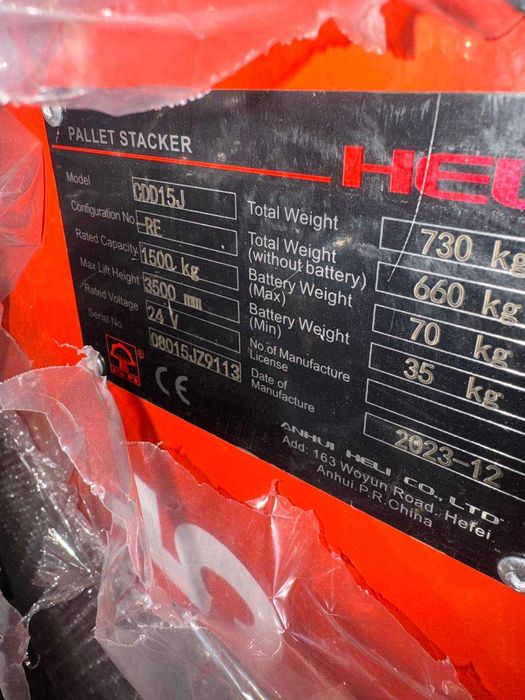 PALLET STACKER
HELI
Model CDD15J
Configuration No. -RE
Rated Capacity 1500 kg
Max Lift Height 3500 mm
Rated Voltage 24 V
Serial No. 08015JZ9113
Total Weight 730 kg
Total Weight (without battery) 660 kg
Battery Weight (Max) 70 kg
Battery Weight (Min) 35 kg
No of Manufacture License
Date of Manufacture 2023-12
CE
ANHUI HELI CO., LTD
Add: 163 Woyun Road. Hefei.
Anhui.P.R.China
5